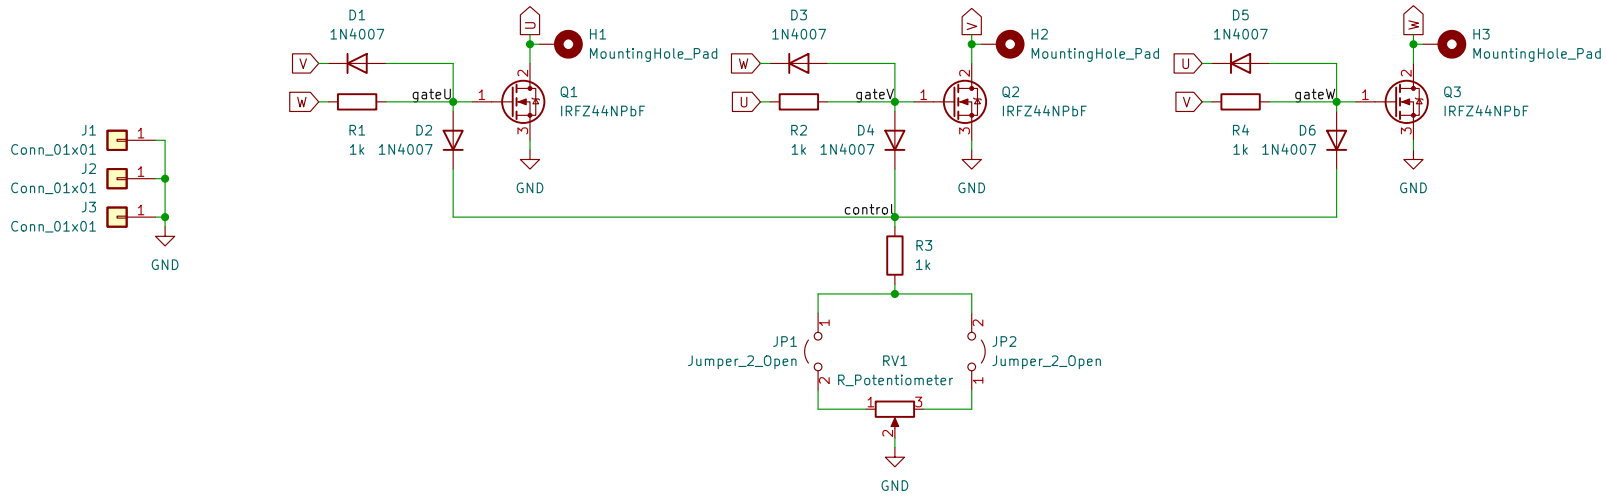 D1
1N4007
V
W
R1
1k
gateU
D2
1N4007
U
H1
MountingHole_Pad
2
1
3
Q1
IRFZ44NPbF
GND
D3
1N4007
W
U
R2
1k
gateV
D4
1N4007
V
H2
MountingHole_Pad
2
1
3
Q2
IRFZ44NPbF
GND
D5
1N4007
U
V
R4
1k
gateW
D6
1N4007
W
H3
MountingHole_Pad
2
1
3
Q3
IRFZ44NPbF
GND
J1
Conn_01x01
1
J2
Conn_01x01
1
J3
Conn_01x01
1
GND
control
R3
1k
1
JP1
Jumper_2_Open
2
2
JP2
Jumper_2_Open
1
RV1
R_Potentiometer
1
3
2
GND